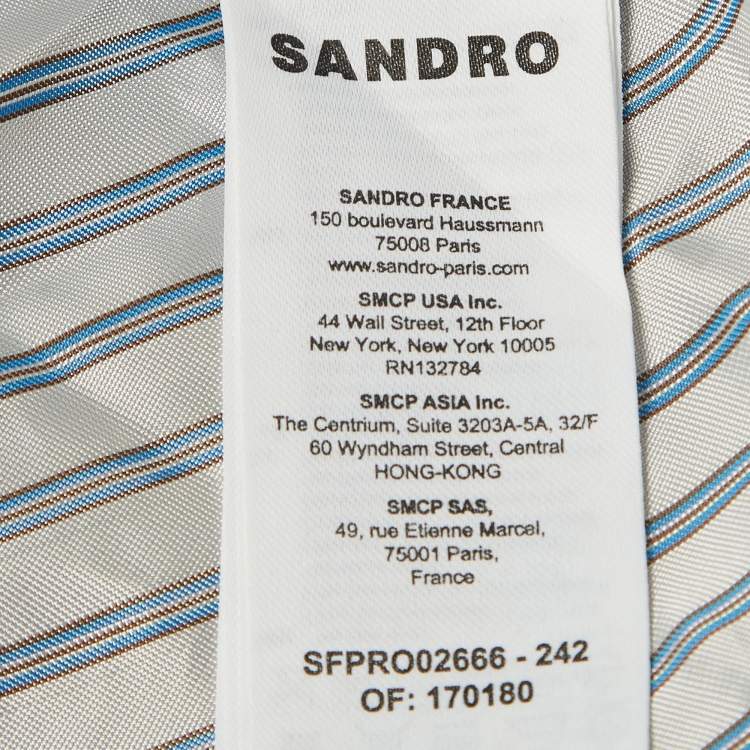 SANDRO
SANDRO FRANCE
150 boulevard Haussmann
75008 Paris
www.sandro-paris.com
SMCP USA Inc.
44 Wall Street, 12th Floor
New York, New York 10005
RN132784
SMCP ASIA Inc.
The Centrium, Suite 3203A-5A, 32/F
60 Wyndham Street, Central
HONG-KONG
SMCP SAS,
49, rue Etienne Marcel,
75001 Paris,
France
SFPRO02666 - 242
OF: 170180